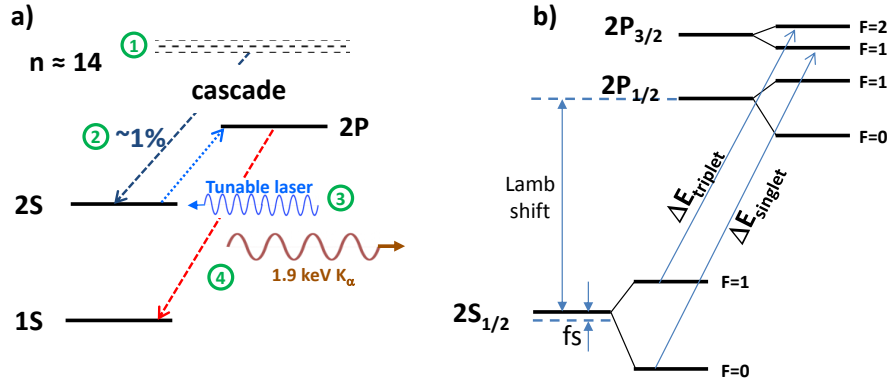 a)
1
n ≈ 14
cascade
2
~1%
2P
2S
Tunable laser
3
4
1.9 keV Kα
1S
b)
2P3/2
F=2
F=1
2P1/2
F=1
F=0
Lamb
shift
ΔEtriplet
ΔEsinglet
F=1
2S1/2
fs
F=0